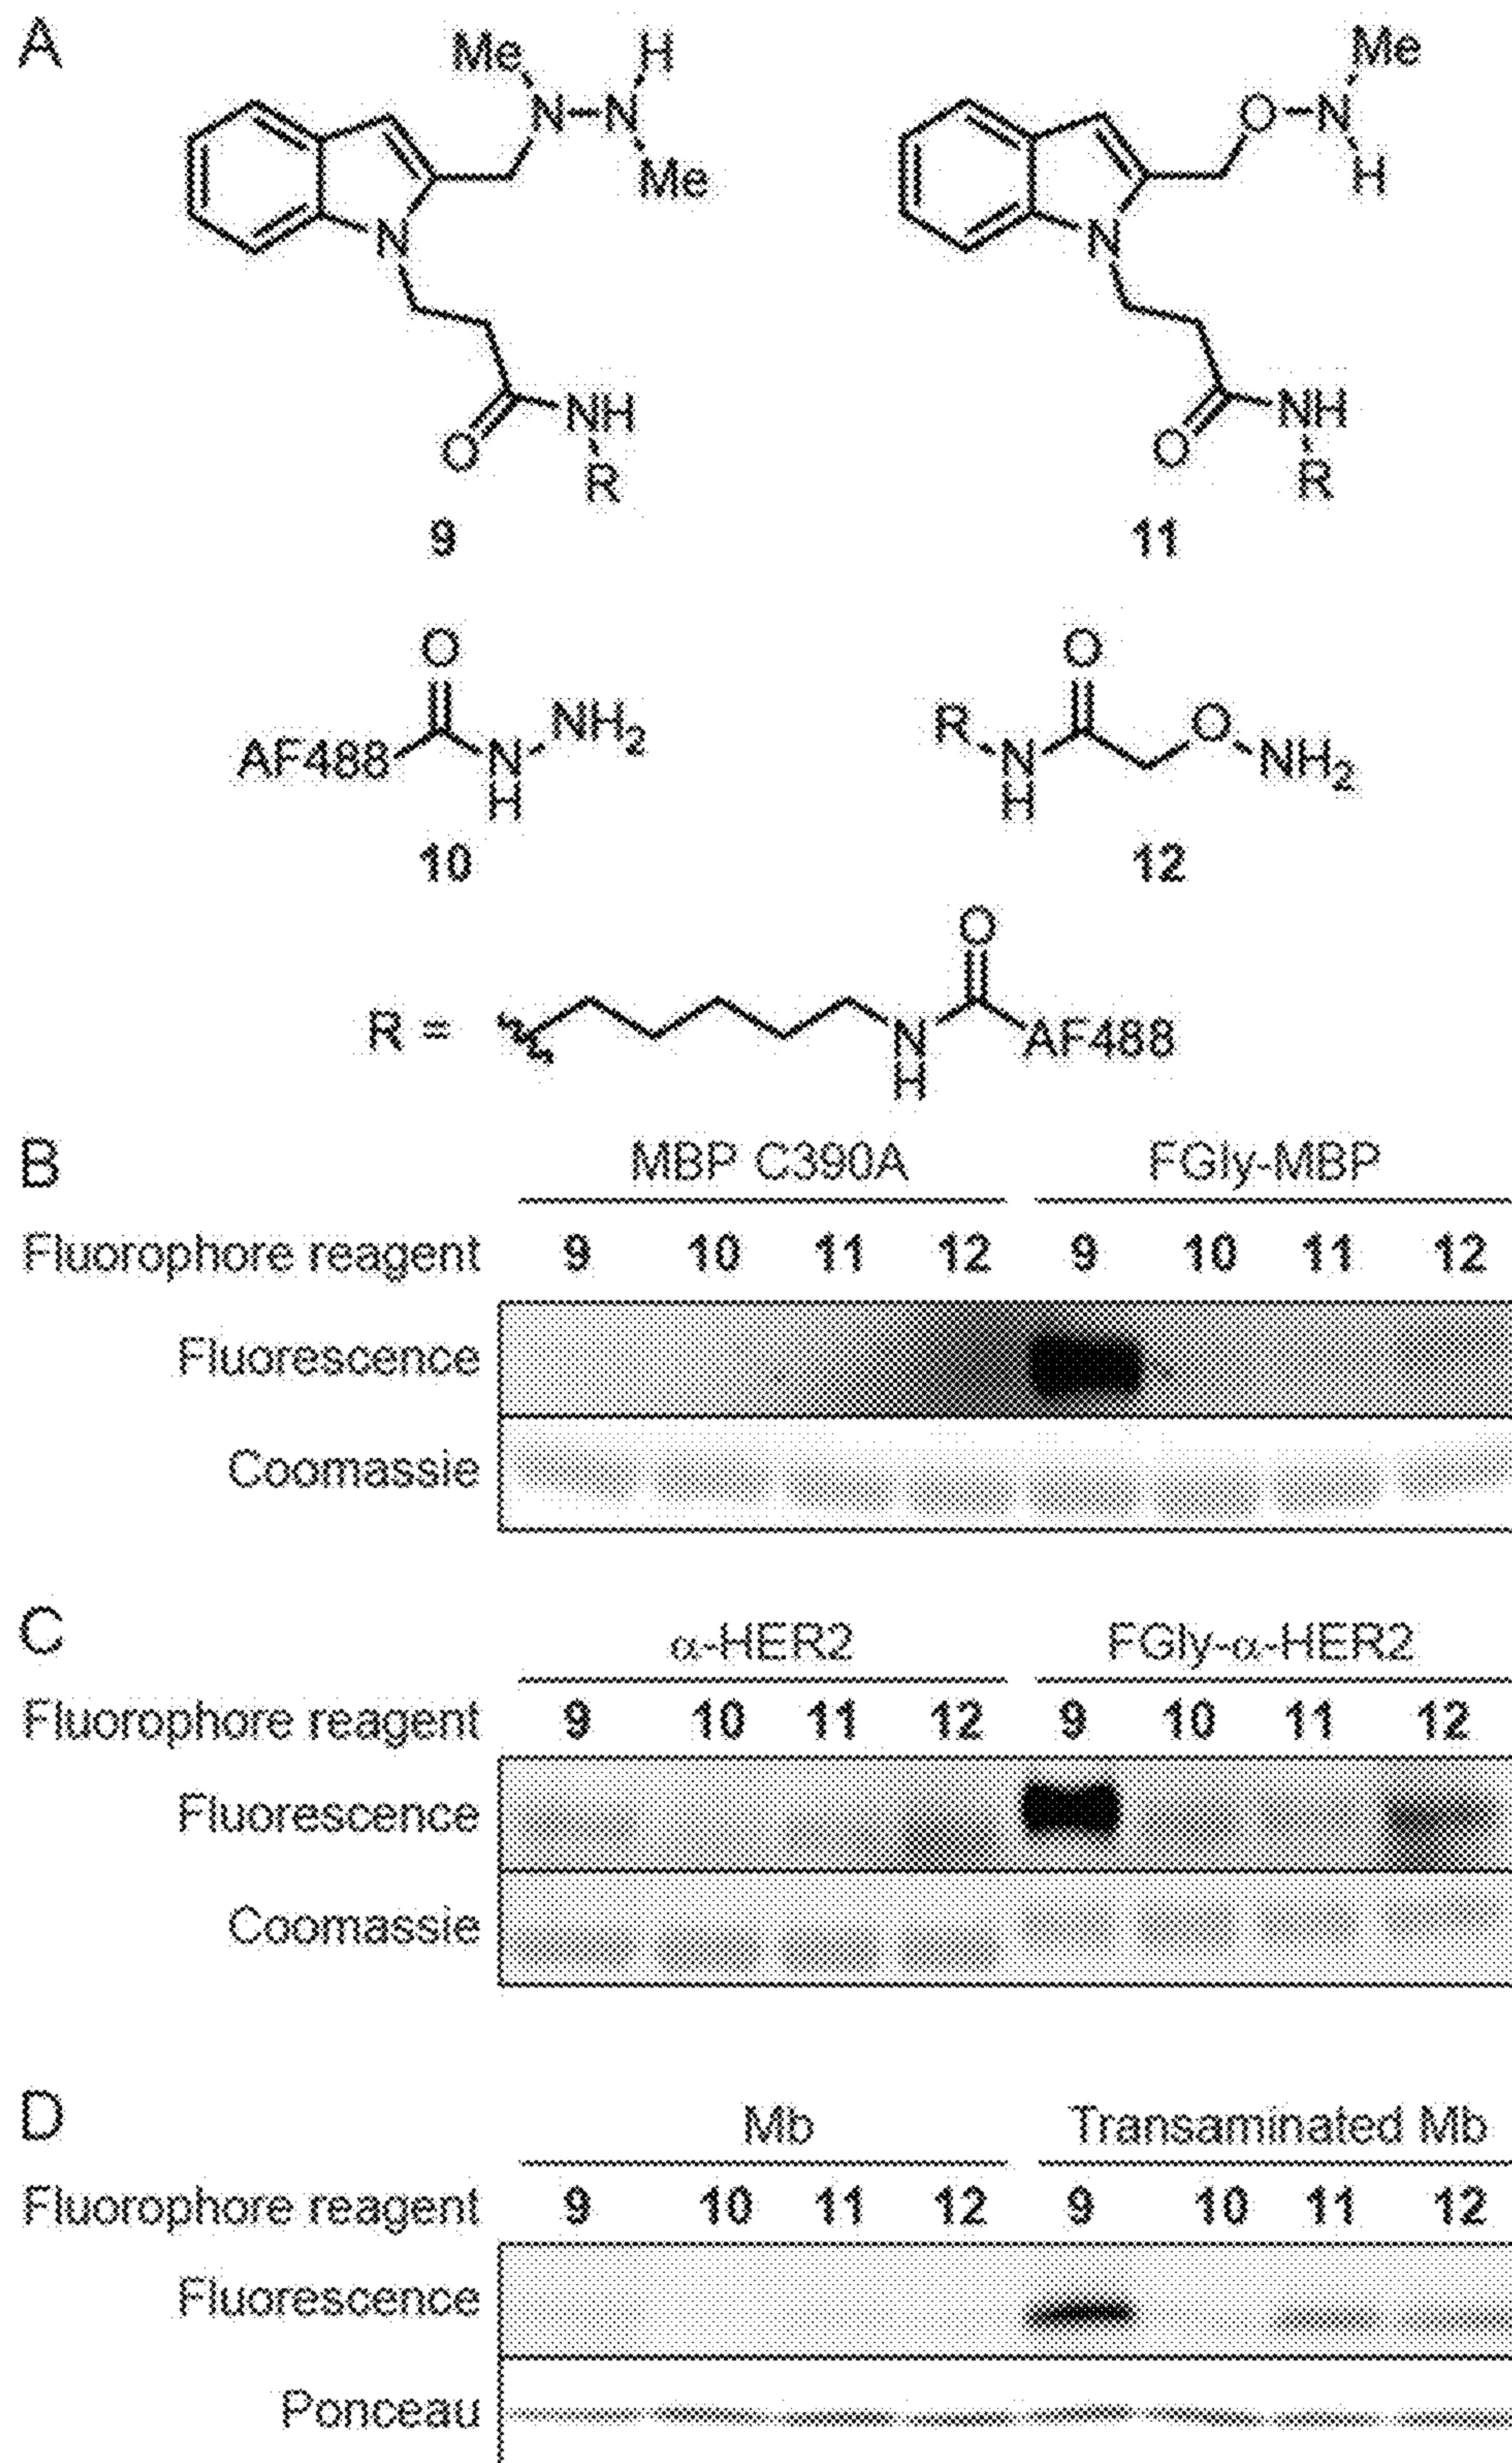 A
Me
H
N
N
Me
N
O
NH
R
9
Me
O
N
H
N
O
NH
R
11
O
AF488
N
H
NH2
10
O
R
N
H
O
NH2
12
R =
O
N
H
AF488
B
MBP C390A FGly-MBP
Fluorophore reagent 9 10 11 12 9 10 11 12
Fluorescence
Coomassie
C
α-HER2 FGly-α-HER2
Fluorophore reagent 9 10 11 12 9 10 11 12
Fluorescence
Coomassie
D
Mb Transaminated Mb
Fluorophore reagent 9 10 11 12 9 10 11 12
Fluorescence
Ponceau